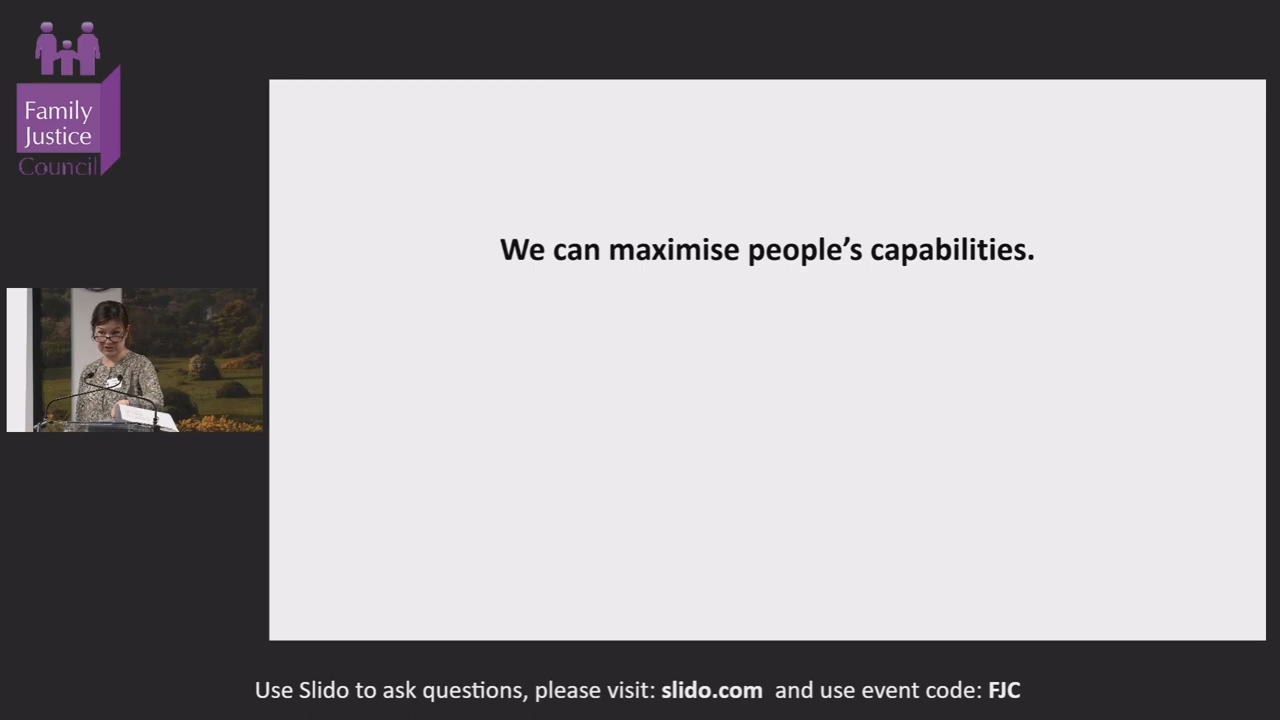 Family
Justice
Council
We can maximise people’s capabilities.
Use Slido to ask questions, please visit: slido.com and use event code: FJC